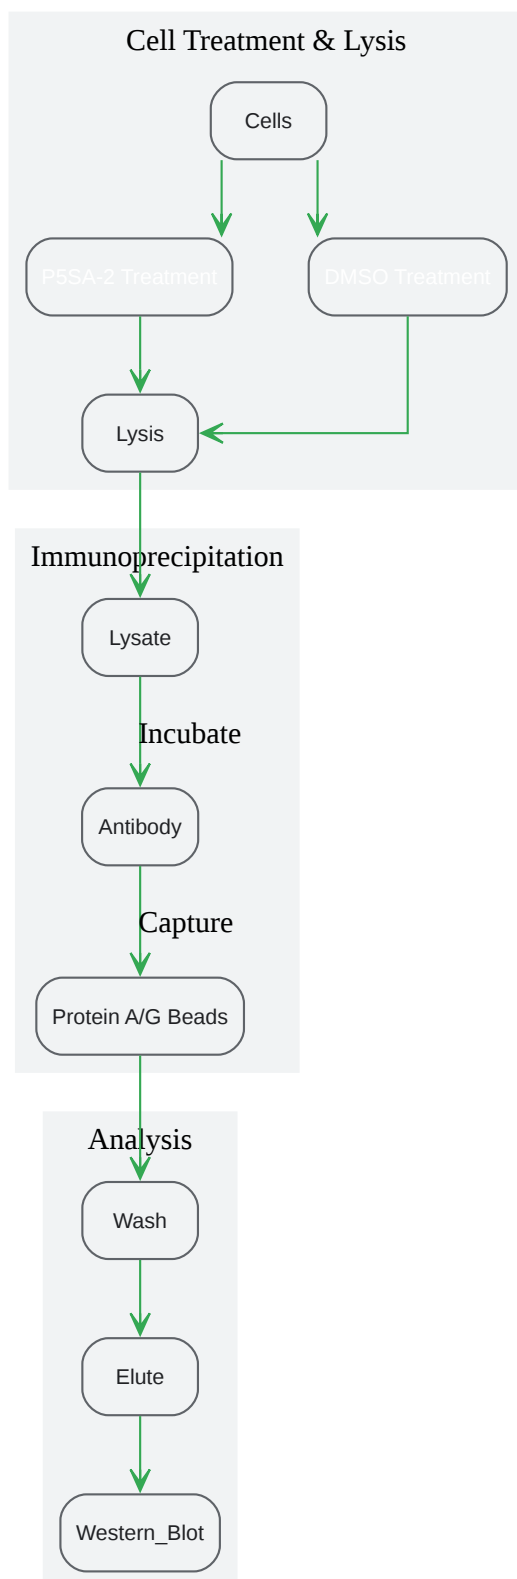 Cell Treatment & Lysis
Cells
P5SA-2 Treatment
DMSO Treatment
Lysis
Immunoprecipitation
Lysate
Incubate
Antibody
Capture
Protein A/G Beads
Analysis
Wash
Elute
Western_Blot